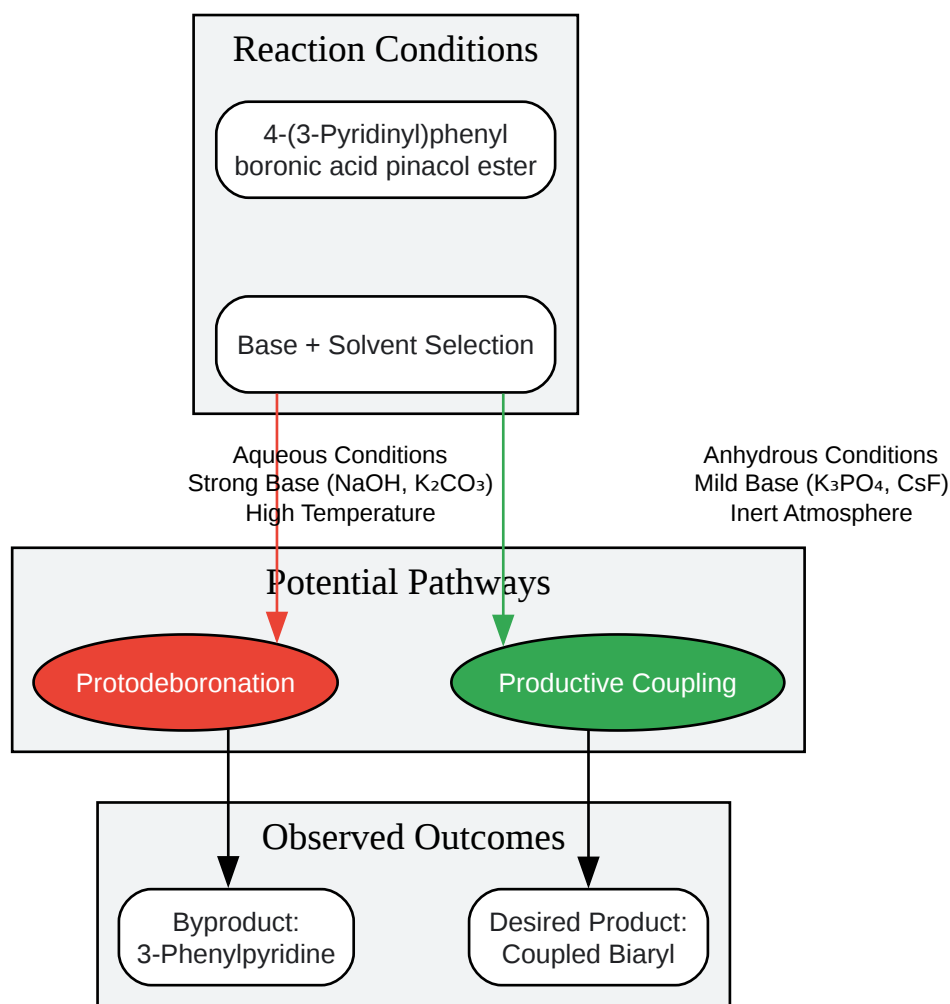 Reaction Conditions
4-(3-Pyridinyl)phenyl
boronic acid pinacol ester
Base + Solvent Selection
Aqueous Conditions
Strong Base (NaOH, K₂CO₃)
High Temperature
Anhydrous Conditions
Mild Base (K₃PO₄, CsF)
Inert Atmosphere
Potential Pathways
Protodeboronation
Productive Coupling
Observed Outcomes
Byproduct:
3-Phenylpyridine
Desired Product:
Coupled Biaryl